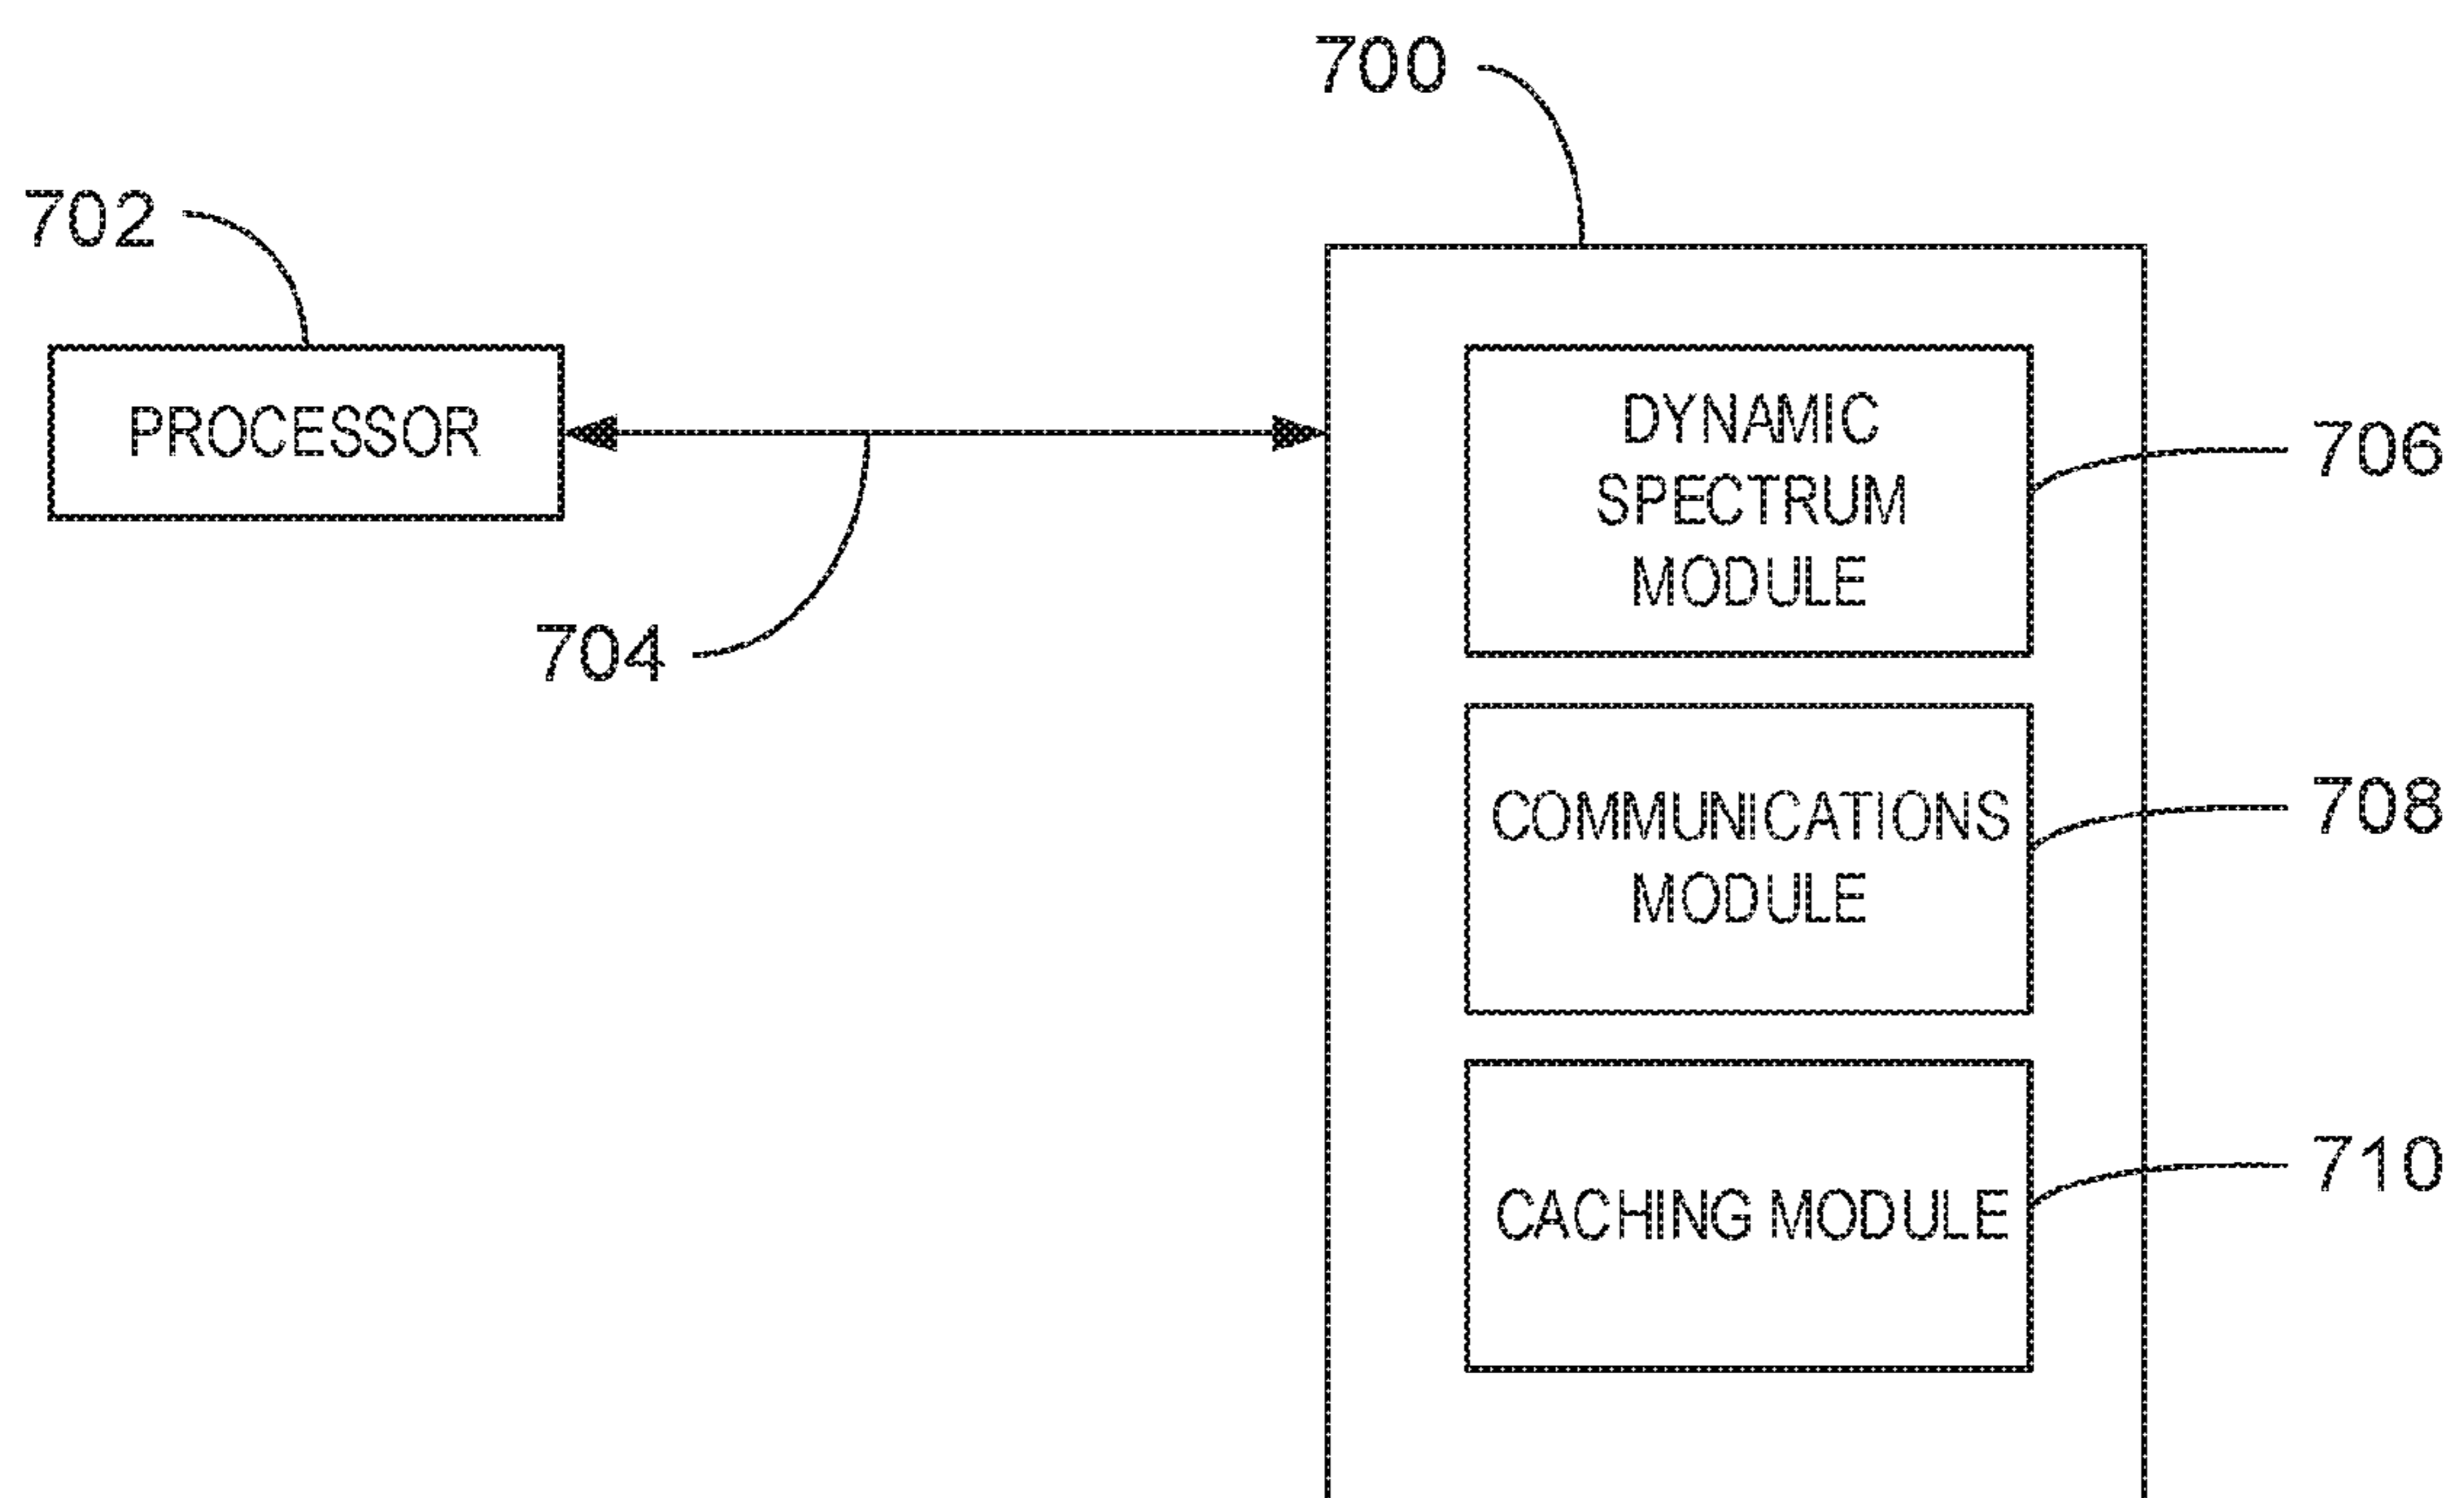 700
702
PROCESSOR
704
DYNAMIC
SPECTRUM
MODULE
706
COMMUNICATIONS
MODULE
708
CACHING MODULE
710